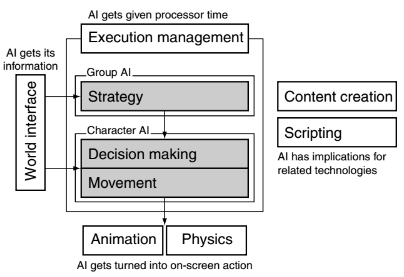 AI gets given processor time
Execution management
AI gets its
information
Group AI
World interface
Strategy
Content creation
Character AI
Scripting
Decision making
AI has implications for
related technologies
Movement
Animation
Physics
AI gets turned into on-screen action